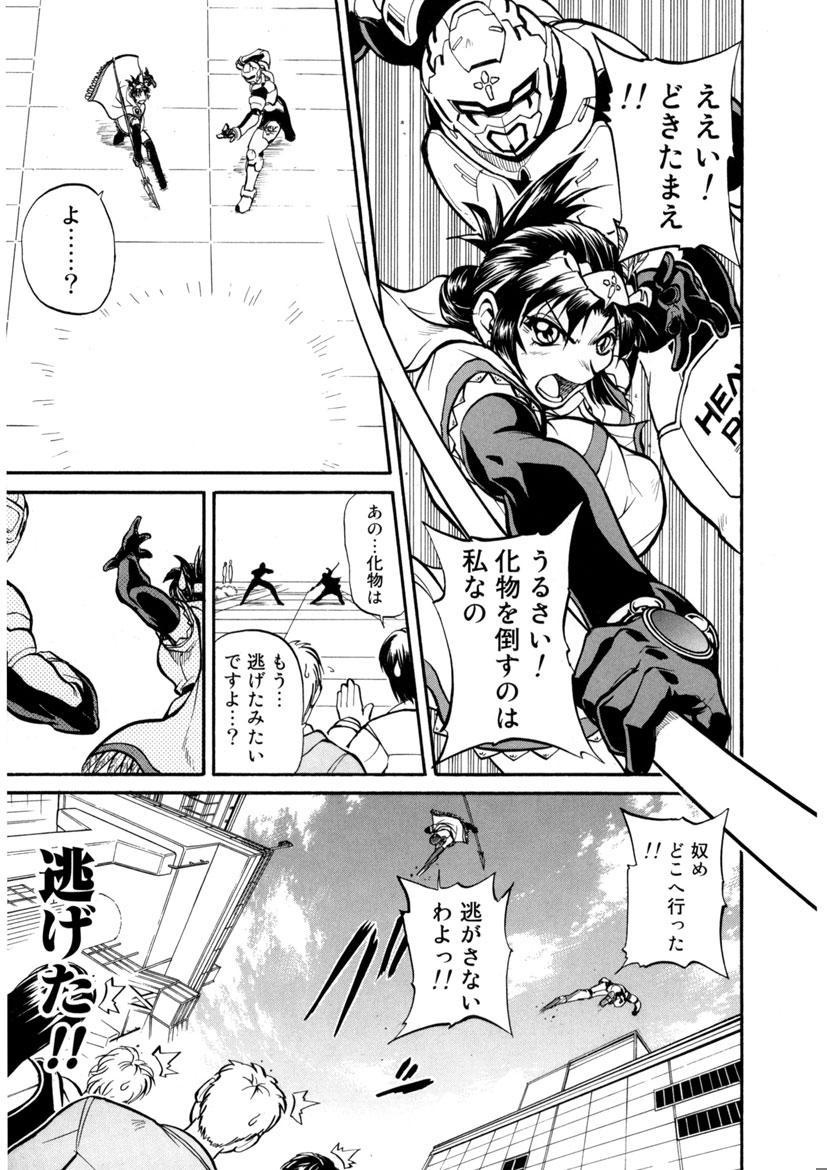 ええい!
どきたまえ
!!
HEA
うるさい!
化物を倒すのは
私なの
よ……?
あの…化物は
もう…
逃げたみたい
ですよ…?
奴め
どこへ行った
!!
逃がさない
わよっ!!
逃げた!!